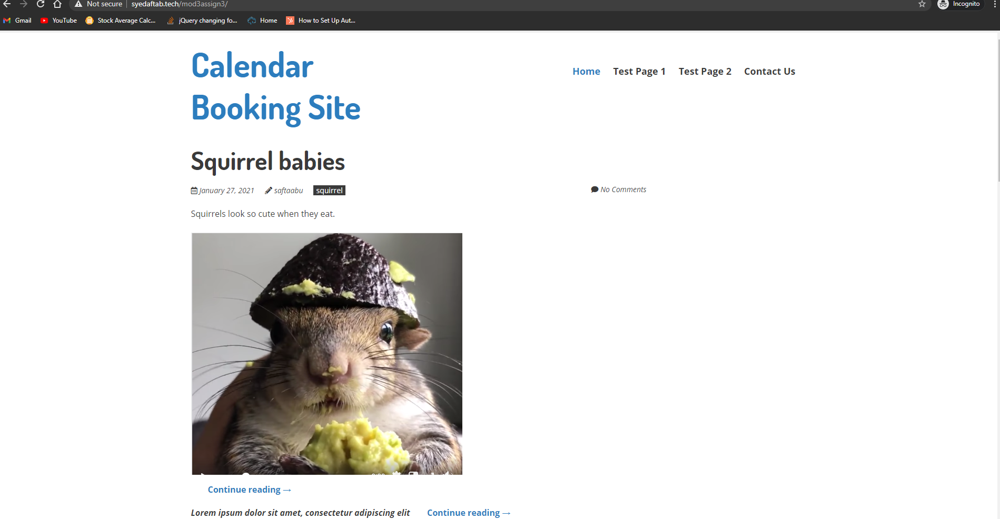 Not secure syedaftab.tech/mod3assign3/ Incognito
Gmail YouTube Stock Average Calc... jQuery changing fo... Home How to Set Up Aut...
Calendar
Booking Site
Home Test Page 1 Test Page 2 Contact Us
Squirrel babies
January 27, 2021 saftaabu squirrel No Comments
Squirrels look so cute when they eat.
Continue reading →
Lorem ipsum dolor sit amet, consectetur adipiscing elit Continue reading →